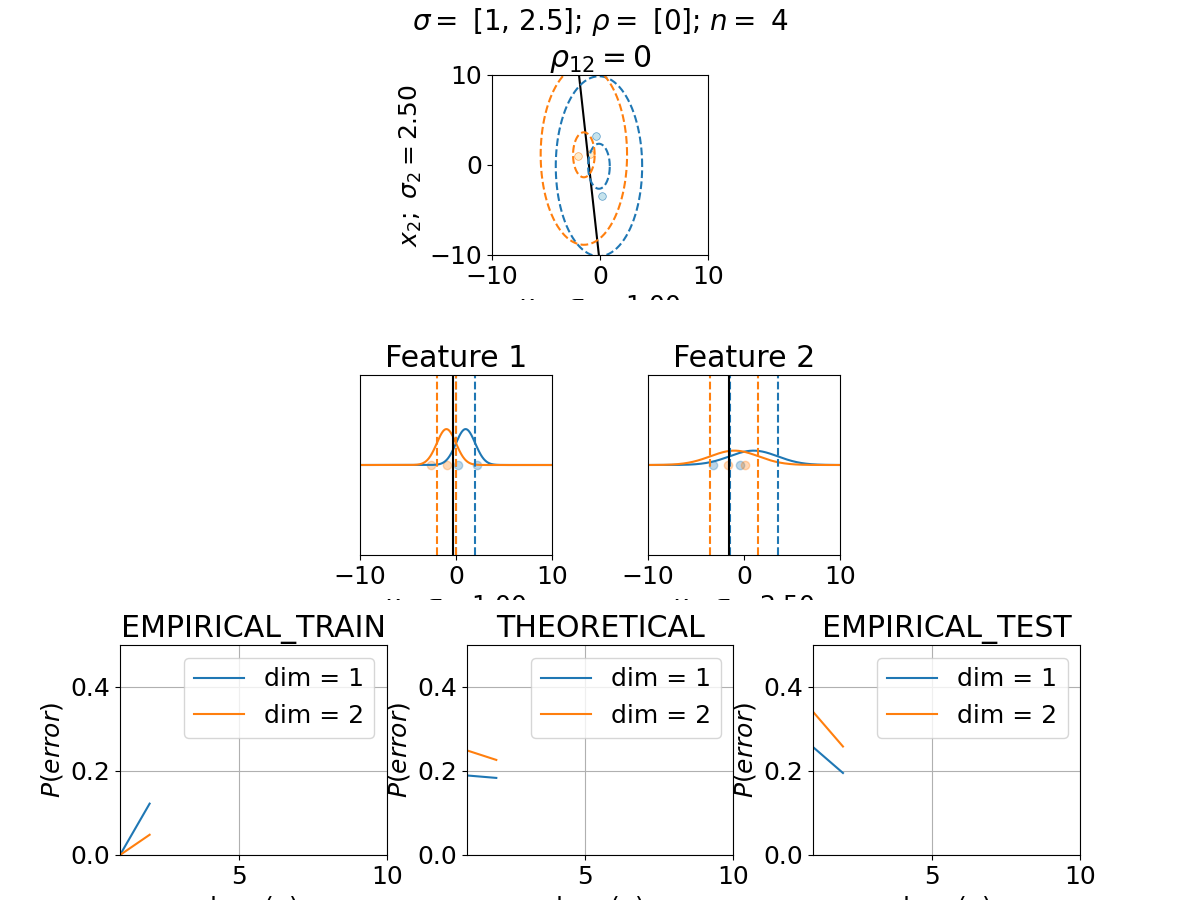 σ = [1, 2.5]; ρ = [0]; n = 4
ρ₁₂ = 0
10
0
−10
x₂; σ₂ = 2.50
−10 0 10
Feature 1 Feature 2
−10 0 10 −10 0 10
EMPIRICAL_TRAIN THEORETICAL EMPIRICAL_TEST
dim = 1 dim = 1 dim = 1
dim = 2 dim = 2 dim = 2
0.4 0.4 0.4
0.2 0.2 0.2
0.0 0.0 0.0
P(error) P(error) P(error)
5 10 5 10 5 10